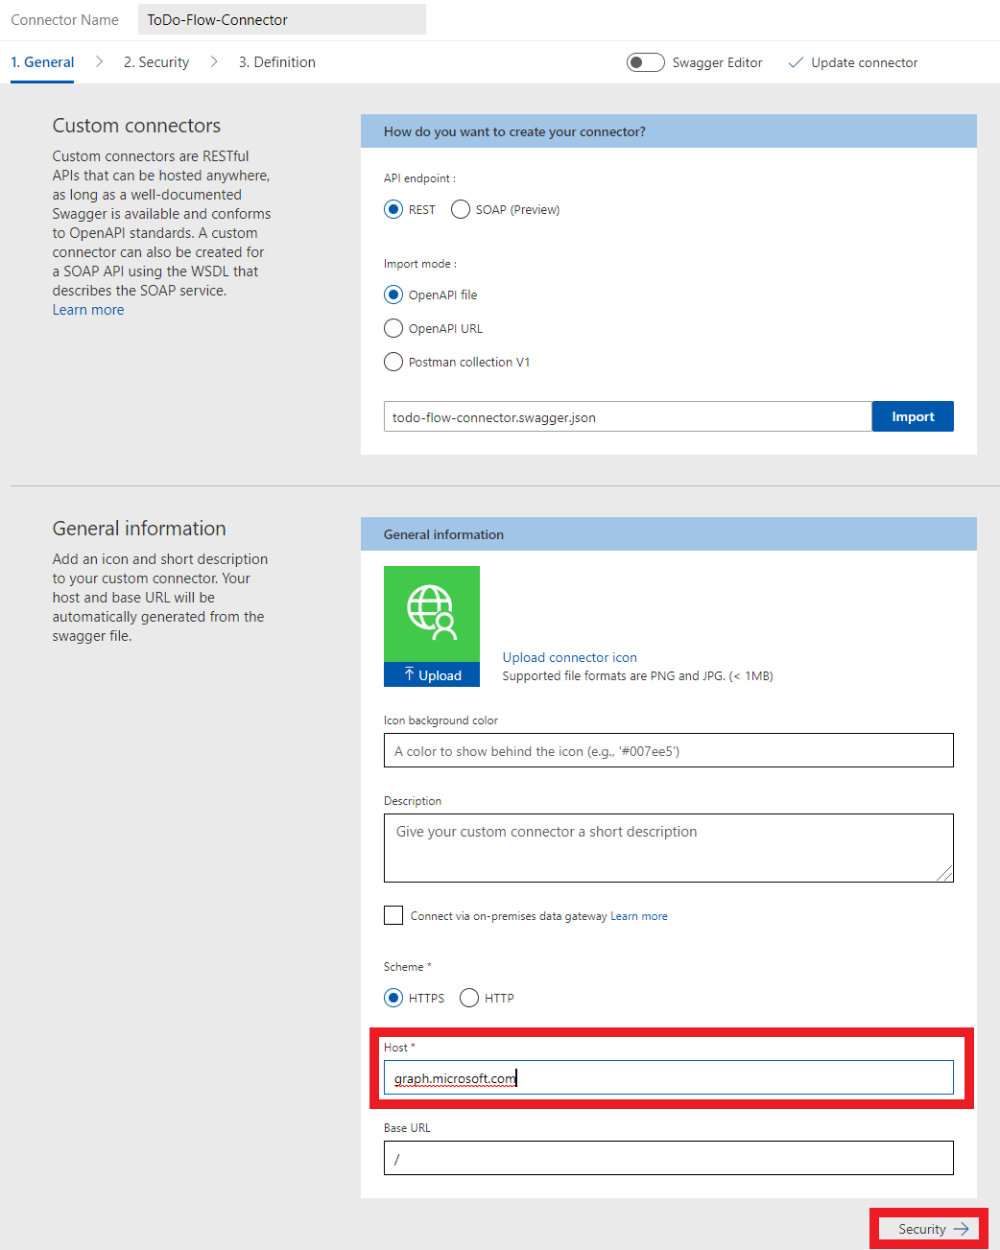 Connector Name
ToDo-Flow-Connector
1. General
2. Security
3. Definition
Swagger Editor
Update connector
Custom connectors
Custom connectors are RESTful
APIs that can be hosted anywhere,
as long as a well-documented
Swagger is available and conforms
to OpenAPI standards. A custom
connector can also be created for
a SOAP API using the WSDL that
describes the SOAP service.
Learn more
How do you want to create your connector?
API endpoint :
REST
SOAP (Preview)
Import mode :
OpenAPI file
OpenAPI URL
Postman collection V1
todo-flow-connector.swagger.json
Import
General information
Add an icon and short description
to your custom connector. Your
host and base URL will be
automatically generated from the
swagger file.
General information
Upload
Upload connector icon
Supported file formats are PNG and JPG. (< 1MB)
Icon background color
A color to show behind the icon (e.g., '#007ee5')
Description
Give your custom connector a short description
Connect via on-premises data gateway Learn more
Scheme *
HTTPS
HTTP
Host *
graph.microsoft.com
Base URL
/
Security